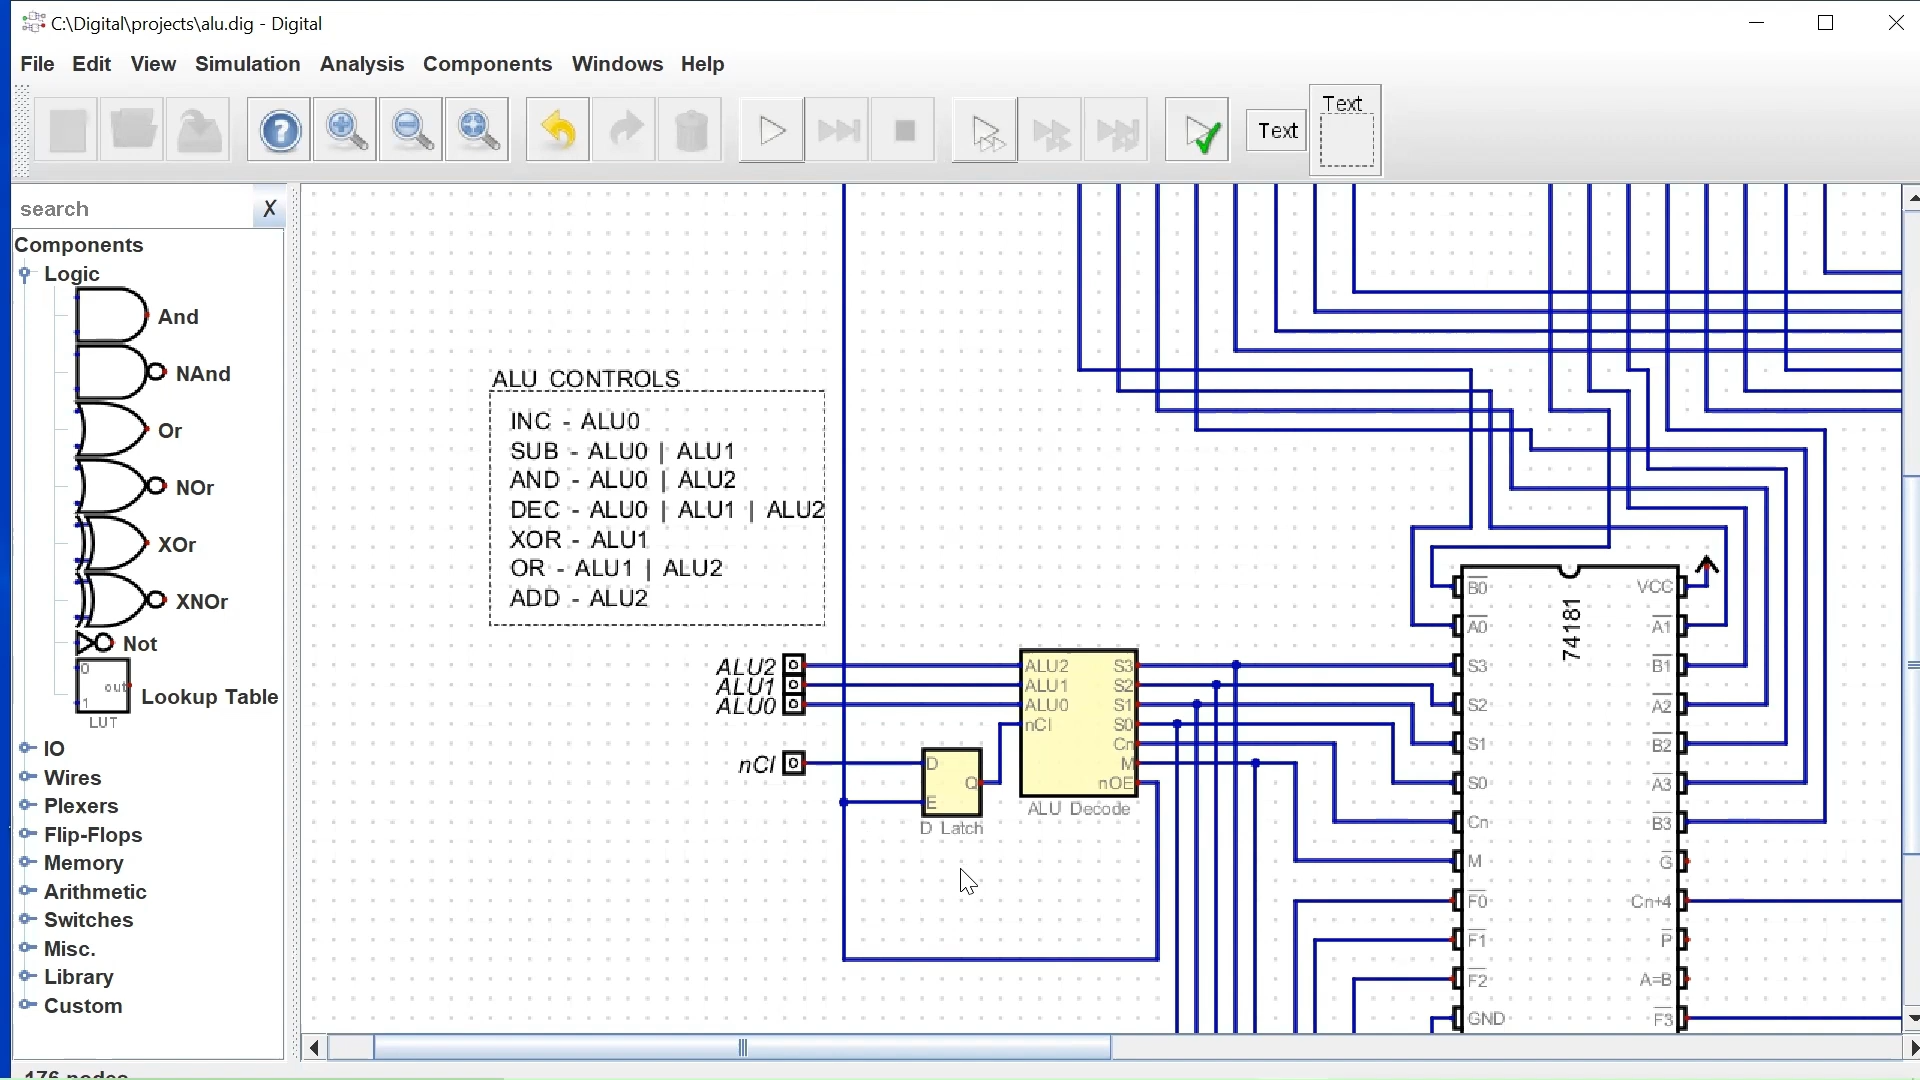 C:\Digital\projects\alu.dig - Digital
File Edit View Simulation Analysis Components Windows Help
Text
Text
search X
Components
Logic
And
NAnd
Or
NOr
XOr
XNOr
Not
0
out
1
Lookup Table
LUT
IO
Wires
Plexers
Flip-Flops
Memory
Arithmetic
Switches
Misc.
Library
Custom
ALU CONTROLS
INC - ALU0
SUB - ALU0 | ALU1
AND - ALU0 | ALU2
DEC - ALU0 | ALU1 | ALU2
XOR - ALU1
OR - ALU1 | ALU2
ADD - ALU2
ALU2
ALU1
ALU0
nCI
D Q
E
D Latch
ALU2 S3
ALU1 S2
ALU0 S1
nCI S0
Cn
M
nOE
ALU Decode
74181
B0 VCC
A0 A1
S3 B1
S2 A2
S1 B2
S0 A3
Cn B3
M G
F0 Cn+4
F1 P
F2 A=B
GND F3
176 nodes